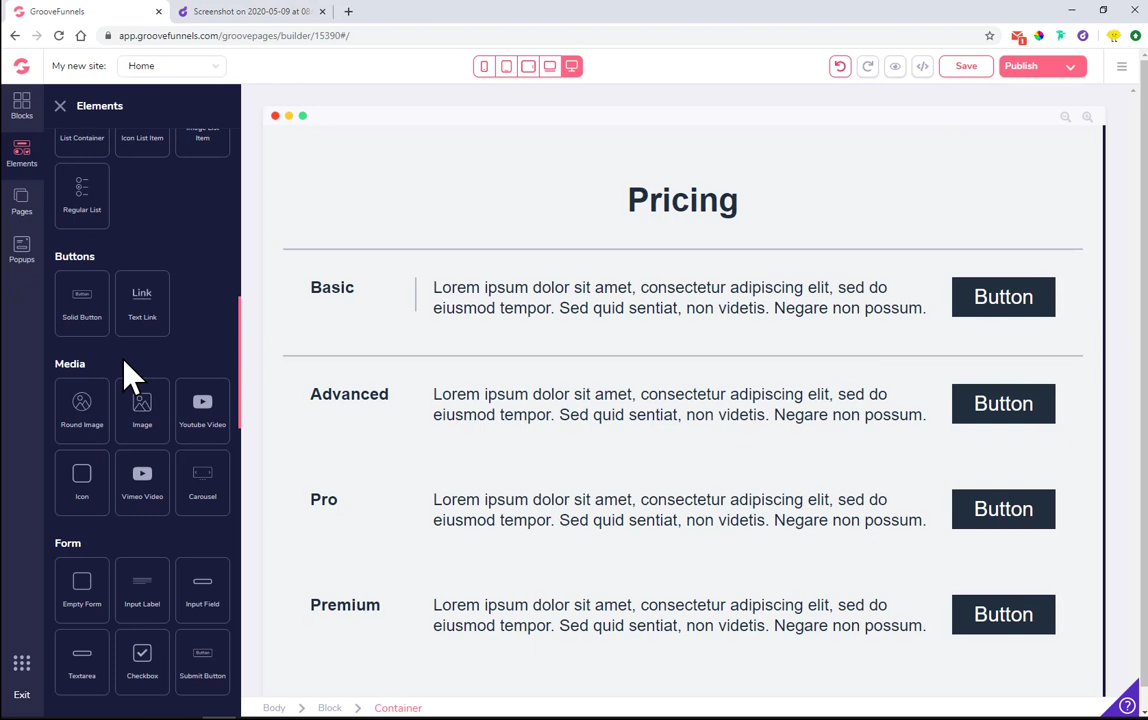 GrooveFunnels
Screenshot on 2020-05-09 at 08:
app.groovefunnels.com/groovepages/builder/15390#/
My new site:
Home
Save
Publish
Blocks
Elements
Pages
Popups
Exit
Elements
List Container
Icon List Item
Image List
Item
Regular List
Buttons
Button
Solid Button
Link
Text Link
Media
Round Image
Image
Youtube Video
Icon
Vimeo Video
Carousel
Form
Empty Form
Input Label
Input Field
Textarea
Checkbox
Button
Submit Button
Pricing
Basic
Lorem ipsum dolor sit amet, consectetur adipiscing elit, sed do
eiusmod tempor. Sed quid sentiat, non videtis. Negare non possum.
Button
Advanced
Lorem ipsum dolor sit amet, consectetur adipiscing elit, sed do
eiusmod tempor. Sed quid sentiat, non videtis. Negare non possum.
Button
Pro
Lorem ipsum dolor sit amet, consectetur adipiscing elit, sed do
eiusmod tempor. Sed quid sentiat, non videtis. Negare non possum.
Button
Premium
Lorem ipsum dolor sit amet, consectetur adipiscing elit, sed do
eiusmod tempor. Sed quid sentiat, non videtis. Negare non possum.
Button
Body
Block
Container